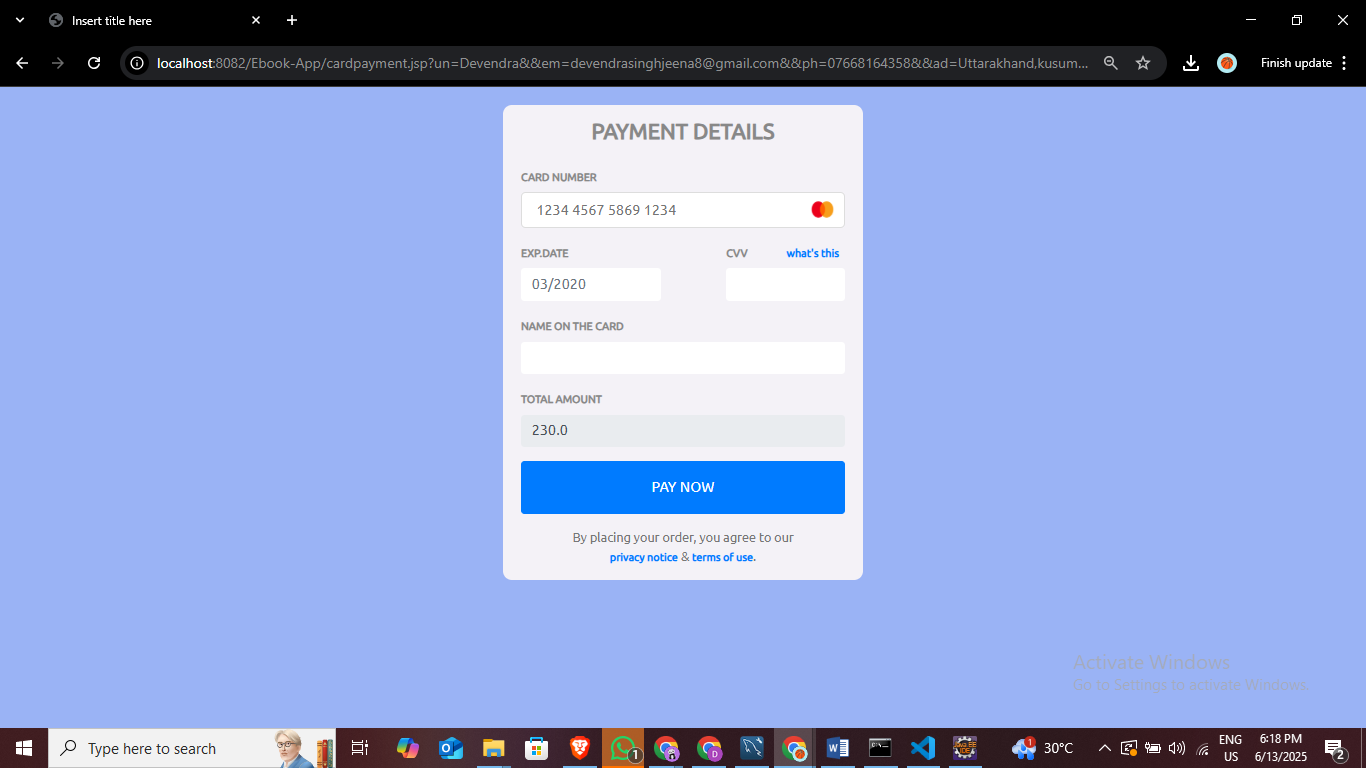 Insert title here
localhost:8082/Ebook-App/cardpayment.jsp?un=Devendra&&em=devendrasinghjeena8@gmail.com&&ph=07668164358&&ad=Uttarakhand,kusum...
Finish update
PAYMENT DETAILS
CARD NUMBER
1234 4567 5869 1234
EXP.DATE CVV what's this
03/2020
NAME ON THE CARD
TOTAL AMOUNT
230.0
PAY NOW
By placing your order, you agree to our
privacy notice & terms of use.
Activate Windows
Go to Settings to activate Windows.
Type here to search
1
D
W
1
30°C
ENG
US
6:18 PM
6/13/2025
2